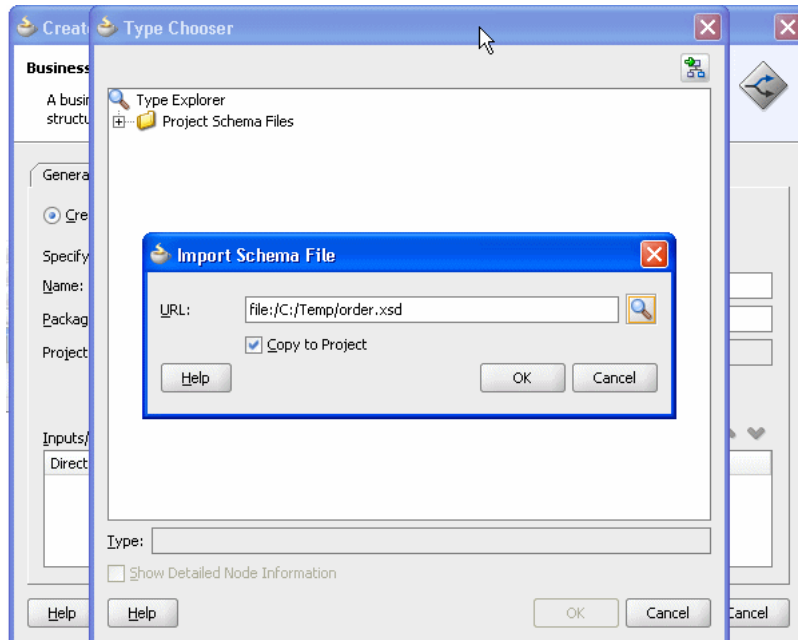 Creat
Type Chooser
Business
A busin
structu
Type Explorer
Project Schema Files
Genera
Cre
Specify
Name:
Packag
Project
Import Schema File
URL:
file:/C:/Temp/order.xsd
Copy to Project
Help
OK
Cancel
Inputs/
Direct
Type:
Show Detailed Node Information
Help
Help
OK
Cancel
Cancel